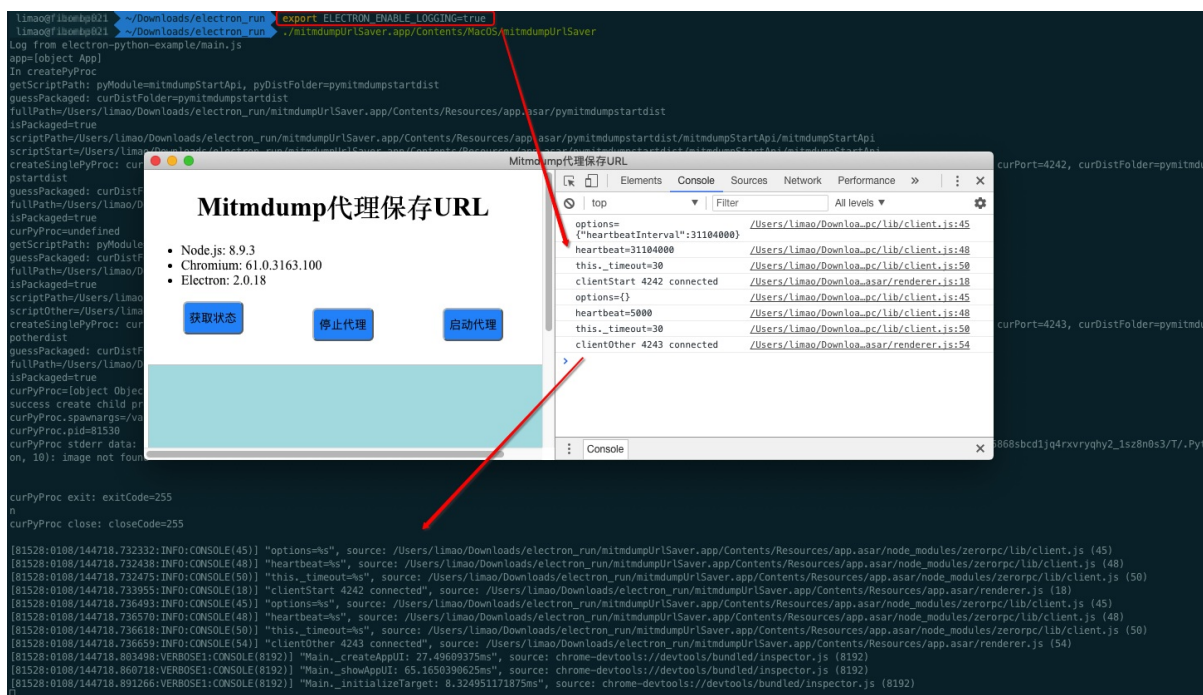 limao@ ~/Downloads/electron_run export ELECTRON_ENABLE_LOGGING=true
limao@ ~/Downloads/electron_run ./mitmdumpUrlSaver.app/Contents/MacOS/mitmdumpUrlSaver
Log from electron-python-example/main.js
app=[object App]
In createPyProc
getScriptPath: pyModule=mitmdumpStartApi, pyDistFolder=pymitmdumpstartdist
guessPackaged: curDistFolder=pymitmdumpstartdist
fullPath=/Users/limao/Downloads/electron_run/mitmdumpUrlSaver.app/Contents/Resources/app.asar/pymitmdumpstartdist
isPackaged=true
scriptPath=/Users/limao/Downloads/electron_run/mitmdumpUrlSaver.app/Contents/Resources/app.asar/pymitmdumpstartdist/mitmdumpStartApi/mitmdumpStartApi
scriptStart=/Users/limao/Downloads/electron_run/mitmdumpUrlSaver.app/Contents/Resources/app.asar/pymitmdumpstartdist/mitmdumpStartApi/mitmdumpStartApi
createSinglePyProc: cur
curPort=4242, curDistFolder=pymitmdu
pstartdist
guessPackaged: curDistF
fullPath=/Users/limao/D
isPackaged=true
curPyProc=undefined
getScriptPath: pyModule
guessPackaged: curDistF
fullPath=/Users/limao/D
isPackaged=true
scriptPath=/Users/limao
scriptOther=/Users/lima
createSinglePyProc: cur
curPort=4243, curDistFolder=pymitmdu
potherdist
guessPackaged: curDistF
fullPath=/Users/limao/D
isPackaged=true
curPyProc=[object Objec
success create child pr
curPyProc.spawnargs=/va
curPyProc.pid=81530
curPyProc stderr data:
868sbcd1jq4rxvryqhy2_1sz8n0s3/T/.Pyt
on, 10): image not foun
Mitmdump代理保存URL
Mitmdump代理保存URL
Node.js: 8.9.3
Chromium: 61.0.3163.100
Electron: 2.0.18
获取状态
停止代理
启动代理
Elements Console Sources Network Performance »
top Filter All levels
options= /Users/limao/Downloa…pc/lib/client.js:45
{"heartbeatInterval":31104000}
heartbeat=31104000 /Users/limao/Downloa…pc/lib/client.js:48
this._timeout=30 /Users/limao/Downloa…pc/lib/client.js:50
clientStart 4242 connected /Users/limao/Downloa…asar/renderer.js:18
options={} /Users/limao/Downloa…pc/lib/client.js:45
heartbeat=5000 /Users/limao/Downloa…pc/lib/client.js:48
this._timeout=30 /Users/limao/Downloa…pc/lib/client.js:50
clientOther 4243 connected /Users/limao/Downloa…asar/renderer.js:54
Console
curPyProc exit: exitCode=255
n
curPyProc close: closeCode=255
[81528:0108/144718.732332:INFO:CONSOLE(45)] "options=%s", source: /Users/limao/Downloads/electron_run/mitmdumpUrlSaver.app/Contents/Resources/app.asar/node_modules/zerorpc/lib/client.js (45)
[81528:0108/144718.732438:INFO:CONSOLE(48)] "heartbeat=%s", source: /Users/limao/Downloads/electron_run/mitmdumpUrlSaver.app/Contents/Resources/app.asar/node_modules/zerorpc/lib/client.js (48)
[81528:0108/144718.732475:INFO:CONSOLE(50)] "this._timeout=%s", source: /Users/limao/Downloads/electron_run/mitmdumpUrlSaver.app/Contents/Resources/app.asar/node_modules/zerorpc/lib/client.js (50)
[81528:0108/144718.733955:INFO:CONSOLE(18)] "clientStart 4242 connected", source: /Users/limao/Downloads/electron_run/mitmdumpUrlSaver.app/Contents/Resources/app.asar/renderer.js (18)
[81528:0108/144718.736493:INFO:CONSOLE(45)] "options=%s", source: /Users/limao/Downloads/electron_run/mitmdumpUrlSaver.app/Contents/Resources/app.asar/node_modules/zerorpc/lib/client.js (45)
[81528:0108/144718.736570:INFO:CONSOLE(48)] "heartbeat=%s", source: /Users/limao/Downloads/electron_run/mitmdumpUrlSaver.app/Contents/Resources/app.asar/node_modules/zerorpc/lib/client.js (48)
[81528:0108/144718.736618:INFO:CONSOLE(50)] "this._timeout=%s", source: /Users/limao/Downloads/electron_run/mitmdumpUrlSaver.app/Contents/Resources/app.asar/node_modules/zerorpc/lib/client.js (50)
[81528:0108/144718.736659:INFO:CONSOLE(54)] "clientOther 4243 connected", source: /Users/limao/Downloads/electron_run/mitmdumpUrlSaver.app/Contents/Resources/app.asar/renderer.js (54)
[81528:0108/144718.803498:VERBOSE1:CONSOLE(8192)] "Main._createAppUI: 27.49609375ms", source: chrome-devtools://devtools/bundled/inspector.js (8192)
[81528:0108/144718.860718:VERBOSE1:CONSOLE(8192)] "Main._showAppUI: 65.1650390625ms", source: chrome-devtools://devtools/bundled/inspector.js (8192)
[81528:0108/144718.891266:VERBOSE1:CONSOLE(8192)] "Main._initializeTarget: 8.324951171875ms", source: chrome-devtools://devtools/bundled/inspector.js (8192)